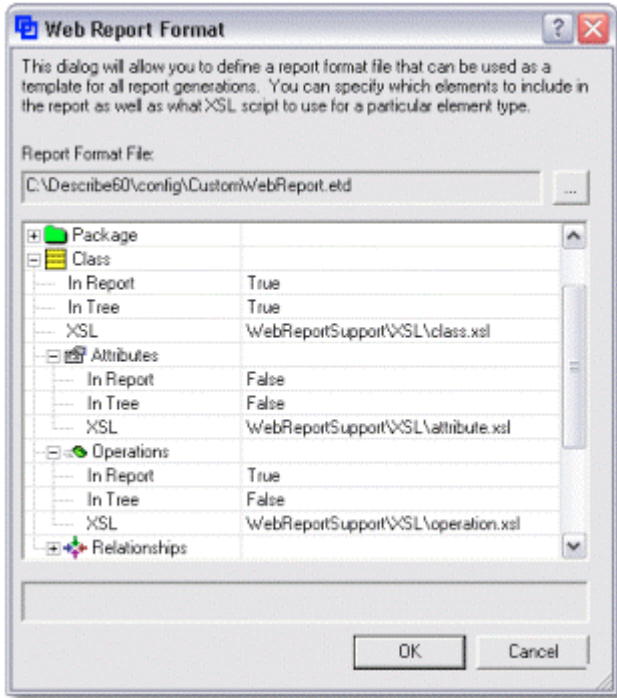 Web Report Format
This dialog will allow you to define a report format file that can be used as a
template for all report generations. You can specify which elements to include in
the report as well as what XSL script to use for a particular element type.
Report Format File:
C:\Describe60\config\CustomWebReport.etd
...
Package
Class
In Report True
In Tree True
XSL WebReportSupport\XSL\class.xsl
Attributes
In Report False
In Tree False
XSL WebReportSupport\XSL\attribute.xsl
Operations
In Report True
In Tree False
XSL WebReportSupport\XSL\operation.xsl
Relationships
OK Cancel